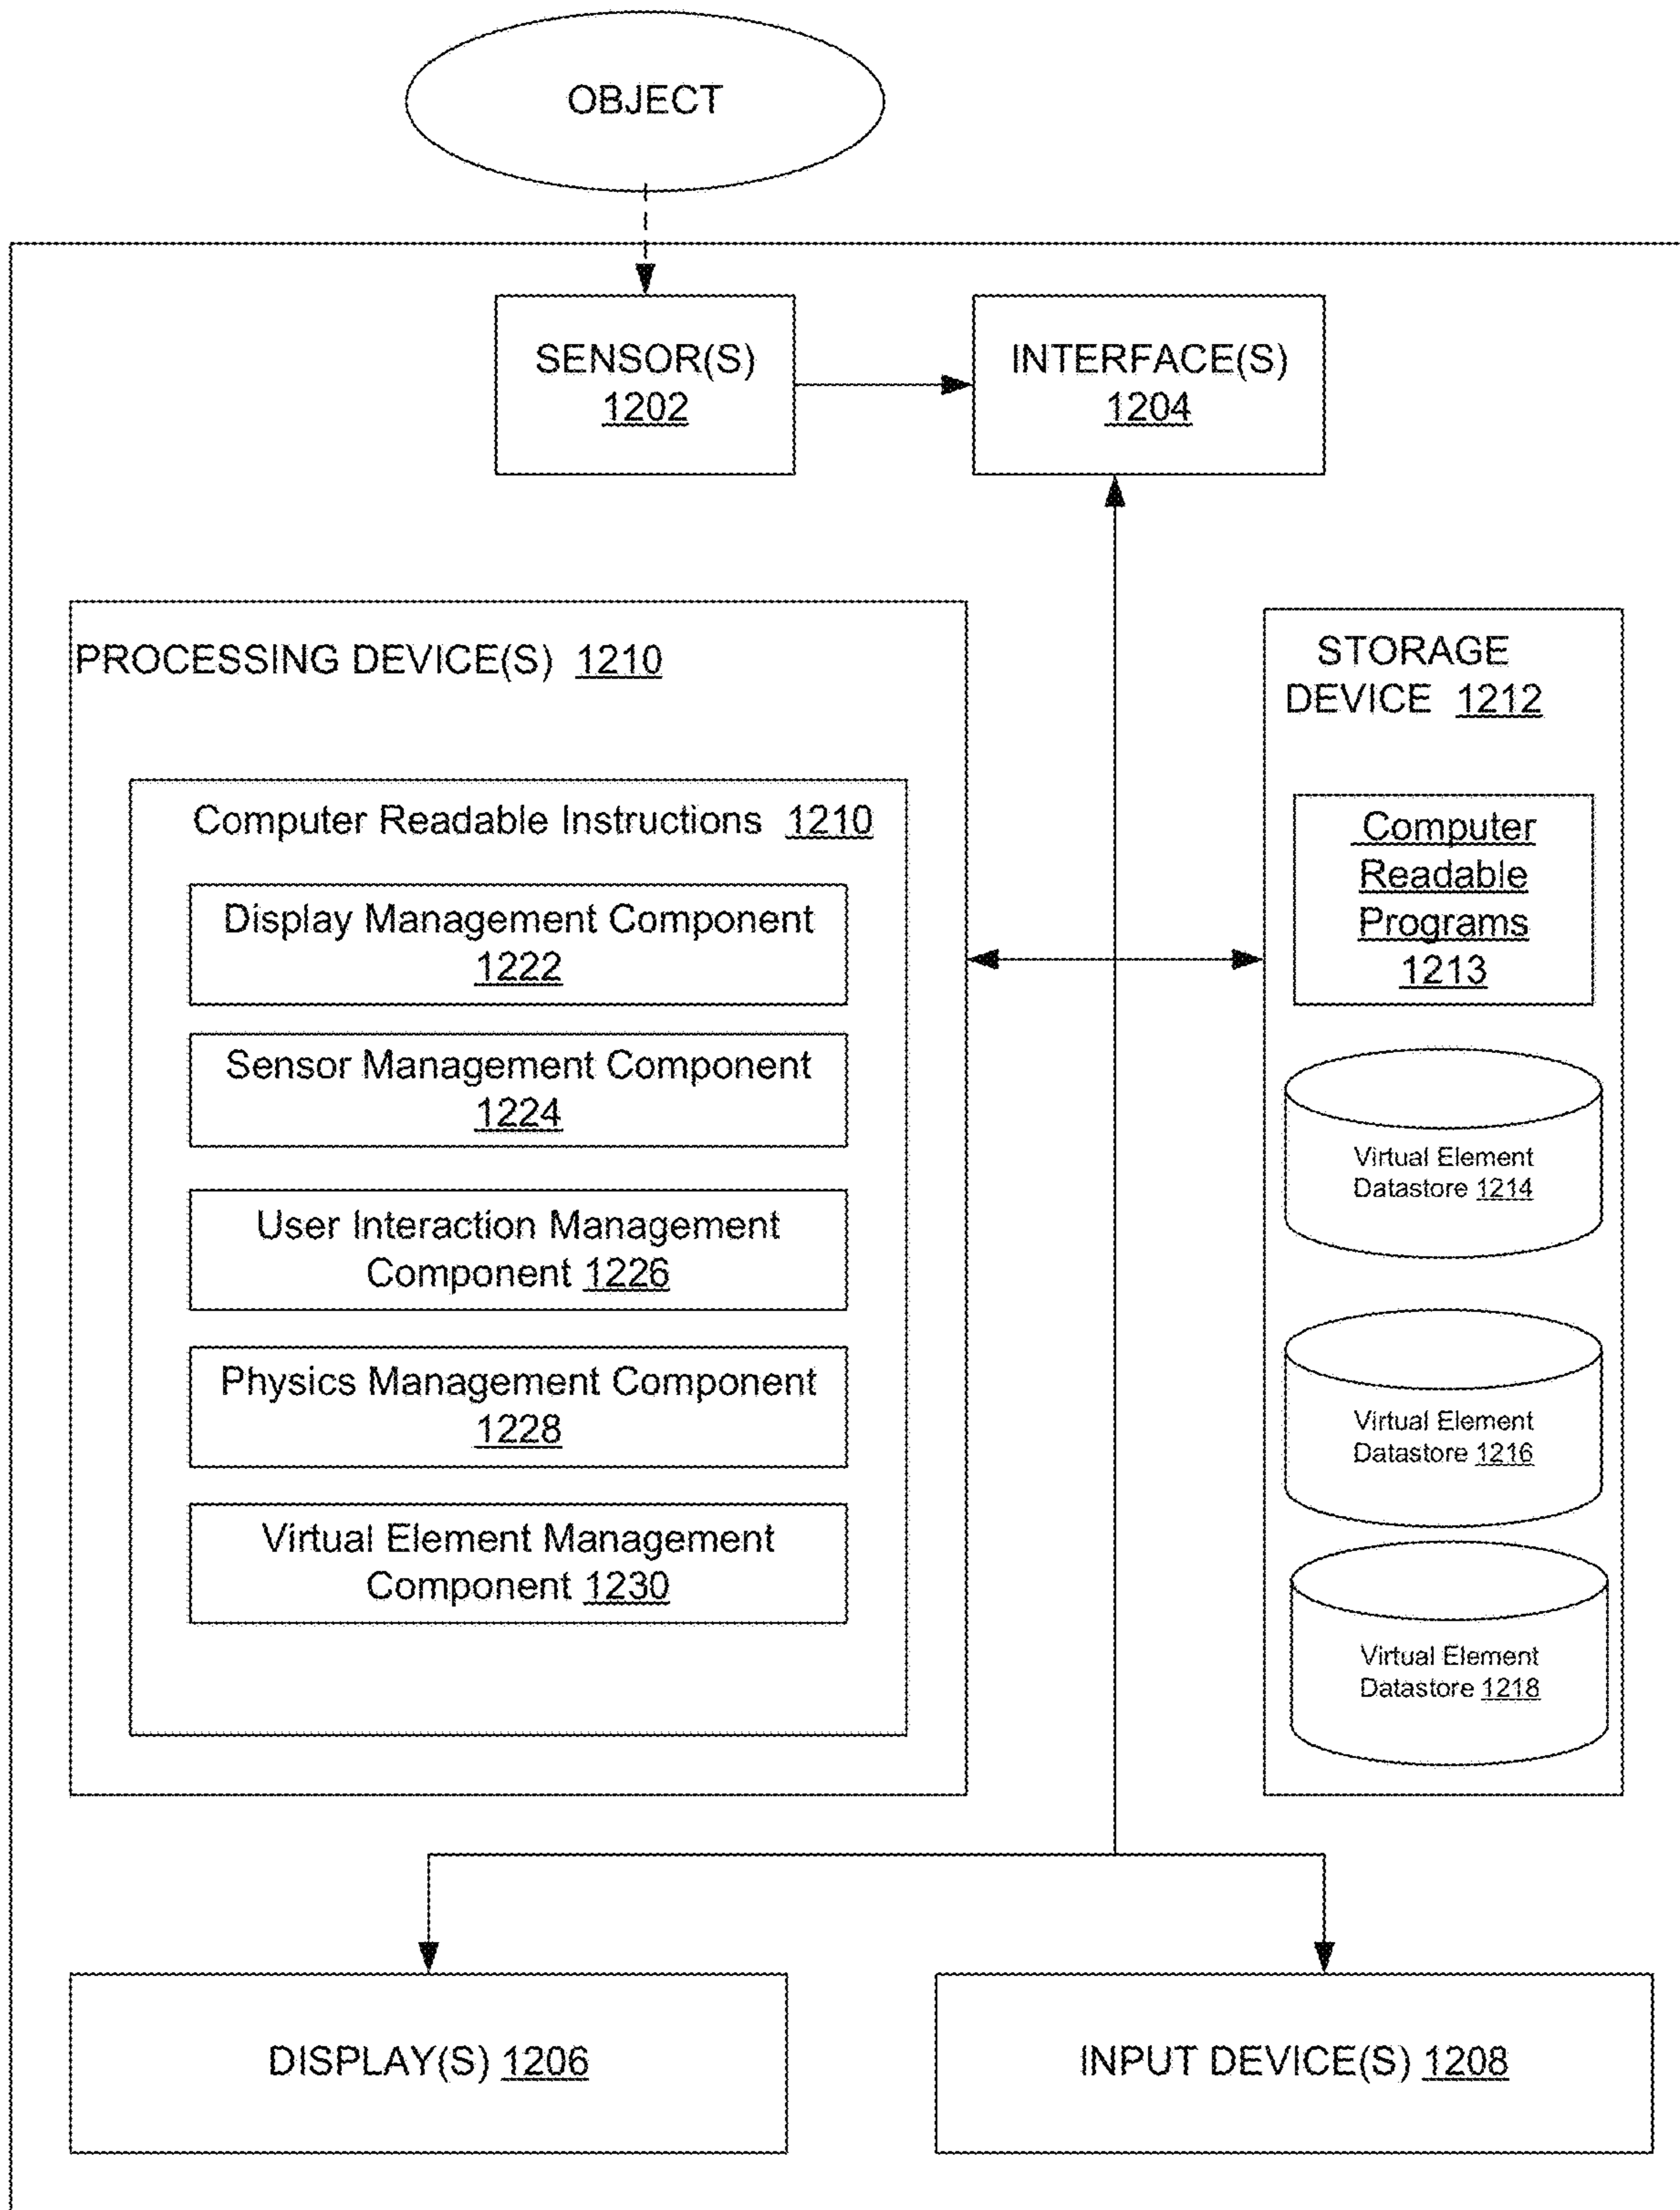 OBJECT
SENSOR(S)
1202
INTERFACE(S)
1204
PROCESSING DEVICE(S) 1210
Computer Readable Instructions 1210
Display Management Component
1222
Sensor Management Component
1224
User Interaction Management
Component 1226
Physics Management Component
1228
Virtual Element Management
Component 1230
STORAGE
DEVICE 1212
Computer
Readable
Programs
1213
Virtual Element
Datastore 1214
Virtual Element
Datastore 1216
Virtual Element
Datastore 1218
DISPLAY(S) 1206
INPUT DEVICE(S) 1208